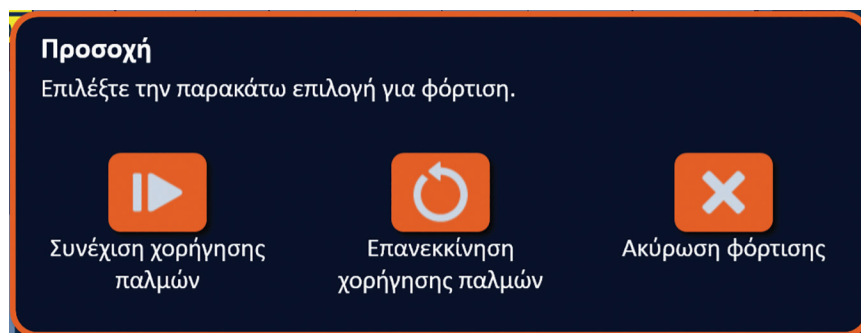 Προσοχή
Επιλέξτε την παρακάτω επιλογή για φόρτιση.
Συνέχιση χορήγησης
παλμών
Επανεκκίνηση
χορήγησης παλμών
Ακύρωση φόρτισης